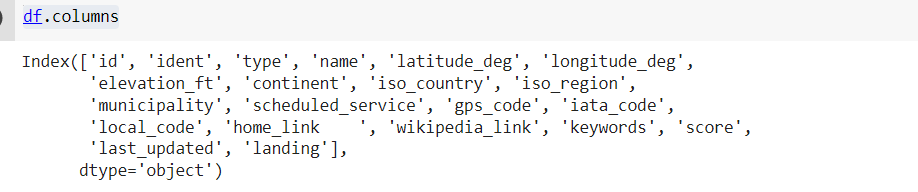 df.columns
Index(['id', 'ident', 'type', 'name', 'latitude_deg', 'longitude_deg',
'elevation_ft', 'continent', 'iso_country', 'iso_region',
'municipality', 'scheduled_service', 'gps_code', 'iata_code',
'local_code', 'home_link    ', 'wikipedia_link', 'keywords', 'score',
'last_updated', 'landing'],
dtype='object')